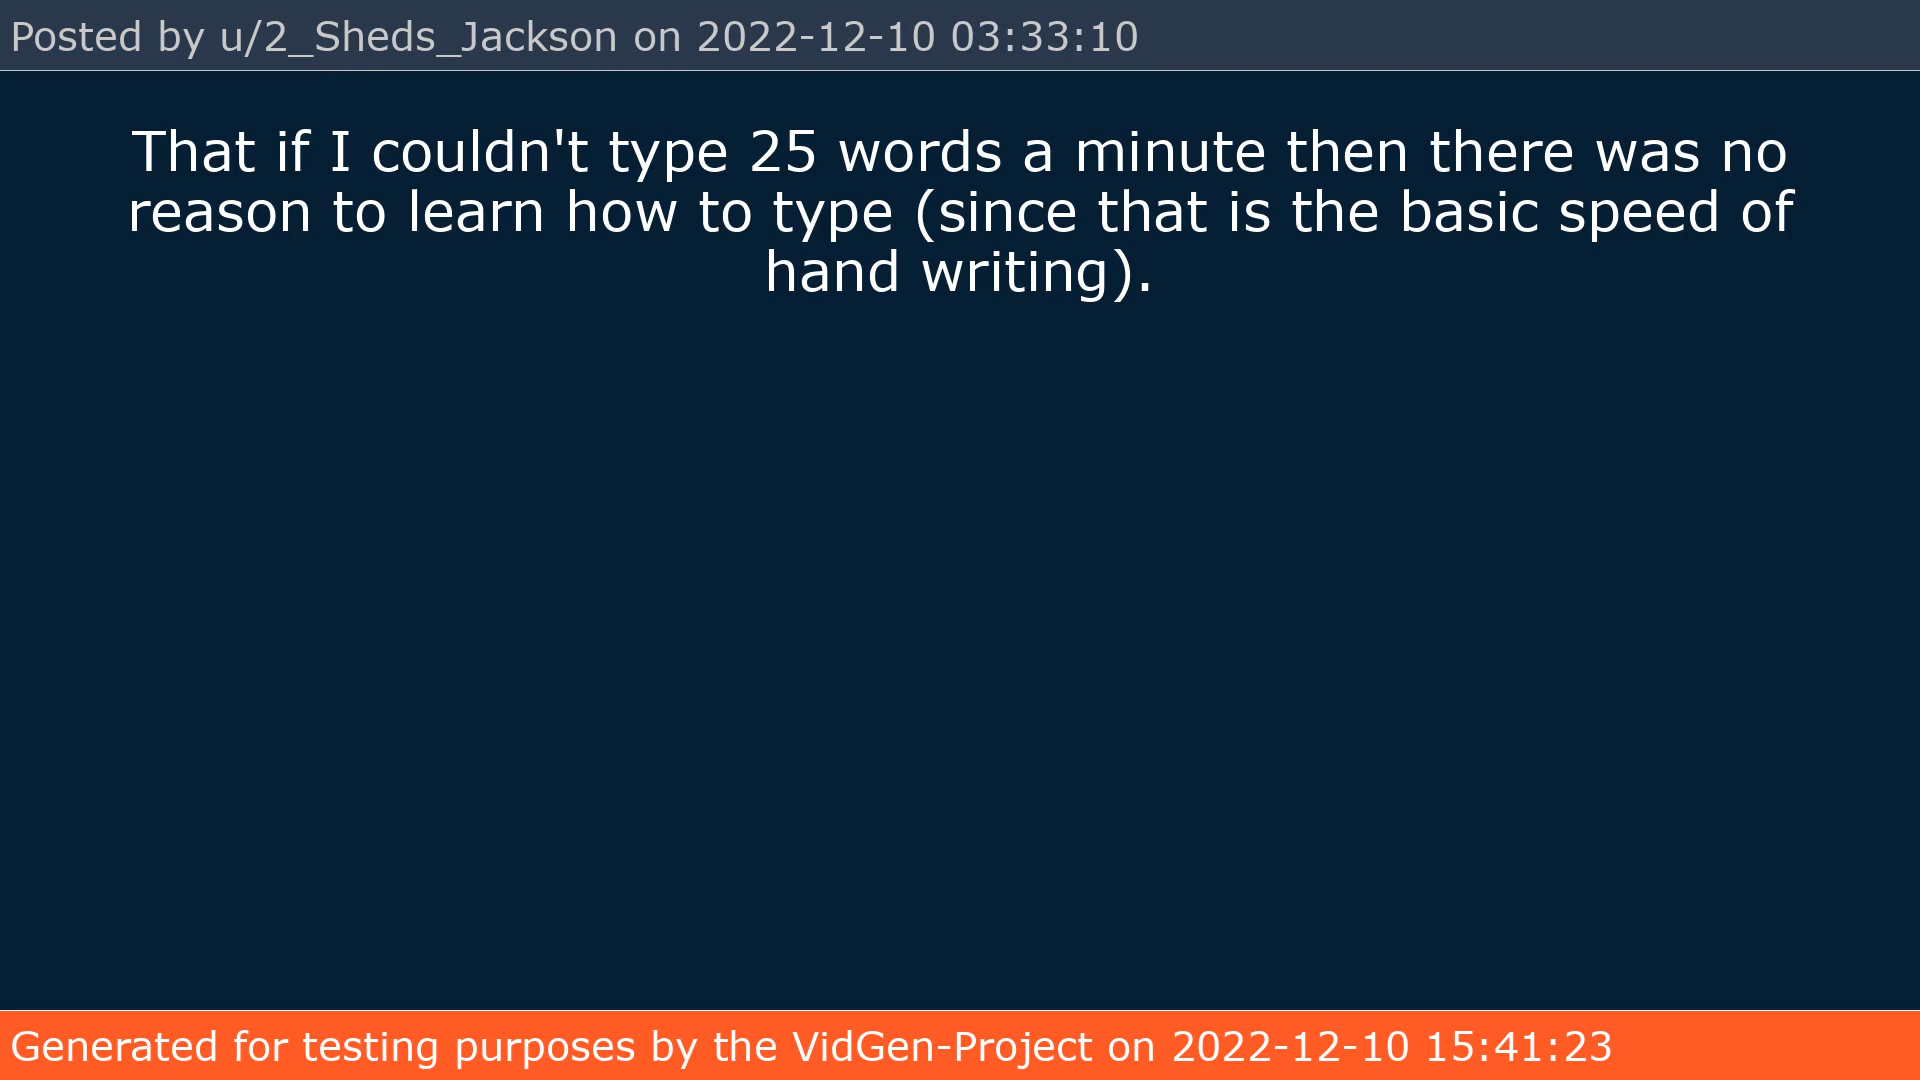 Posted by u/2_Sheds_Jackson on 2022-12-10 03:33:10
That if I couldn't type 25 words a minute then there was no
reason to learn how to type (since that is the basic speed of
hand writing).
Generated for testing purposes by the VidGen-Project on 2022-12-10 15:41:23